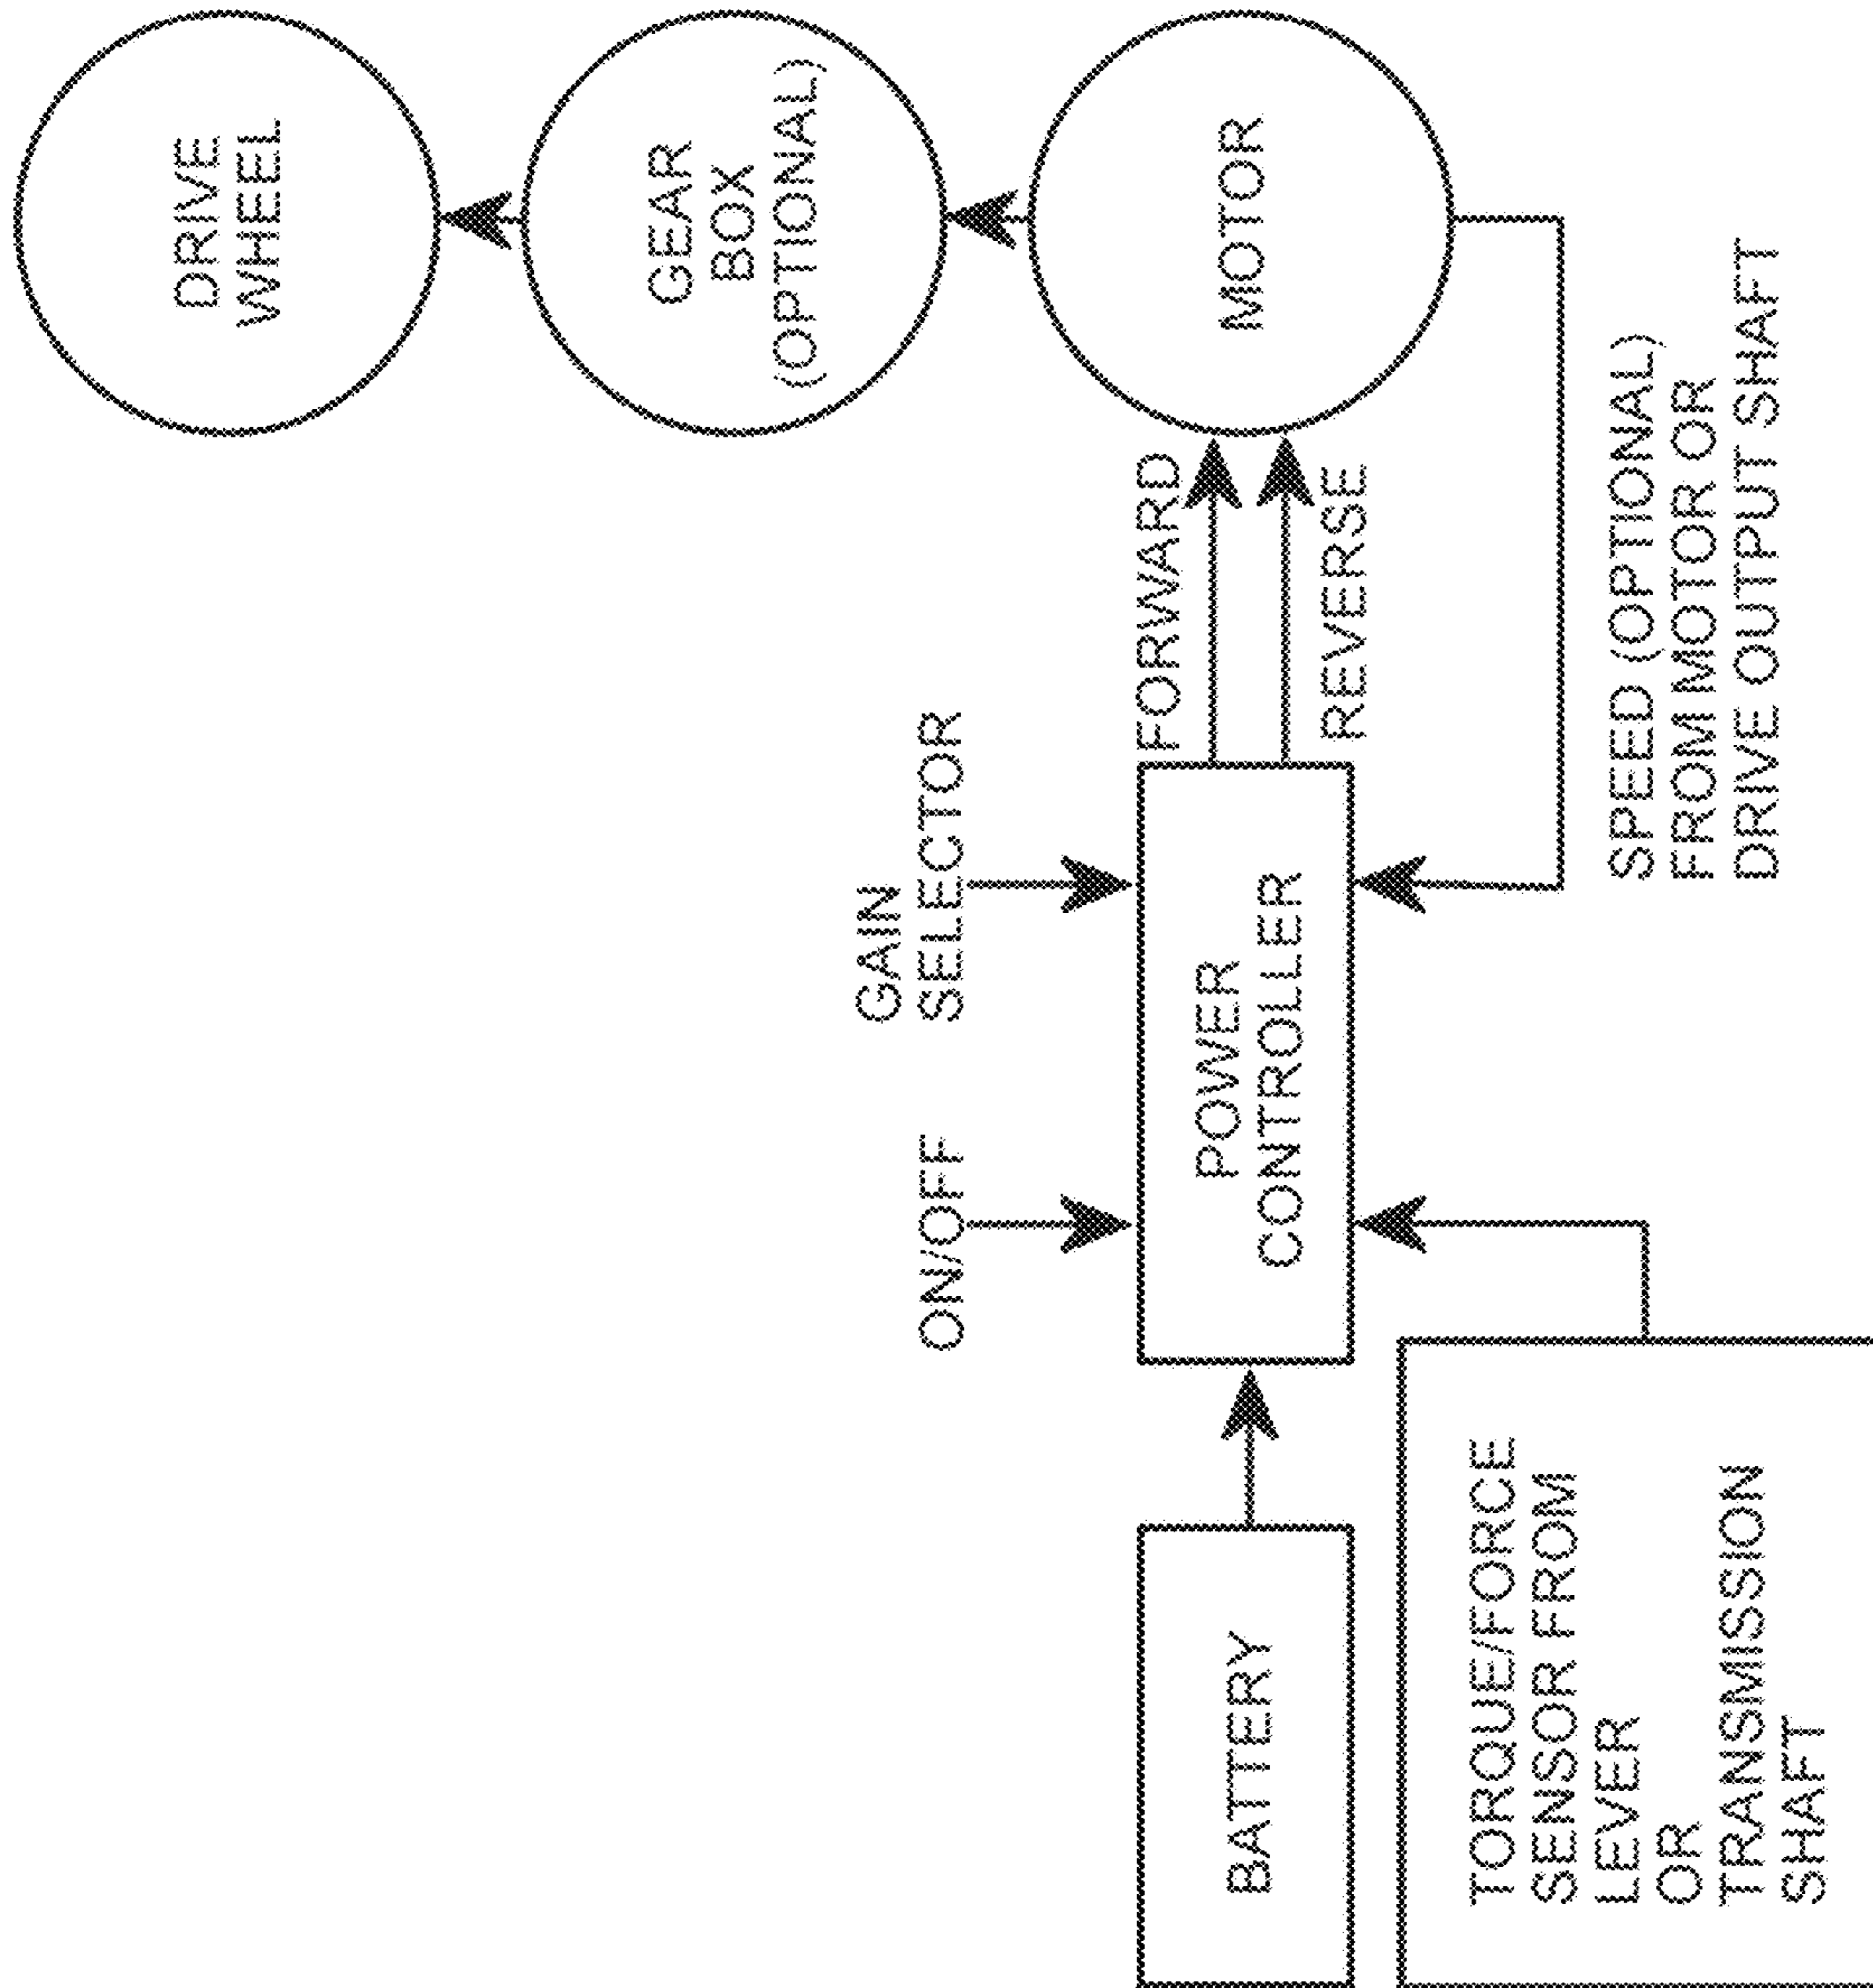 DRIVE
WHEEL
GEAR
BOX
(OPTIONAL)
MOTOR
FORWARD
REVERSE
GAIN
SELECTOR
ON/OFF
POWER
CONTROLLER
SPEED (OPTIONAL)
FROM MOTOR OR
DRIVE OUTPUT SHAFT
BATTERY
TORQUE/FORCE
SENSOR FROM
LEVER
OR
TRANSMISSION
SHAFT